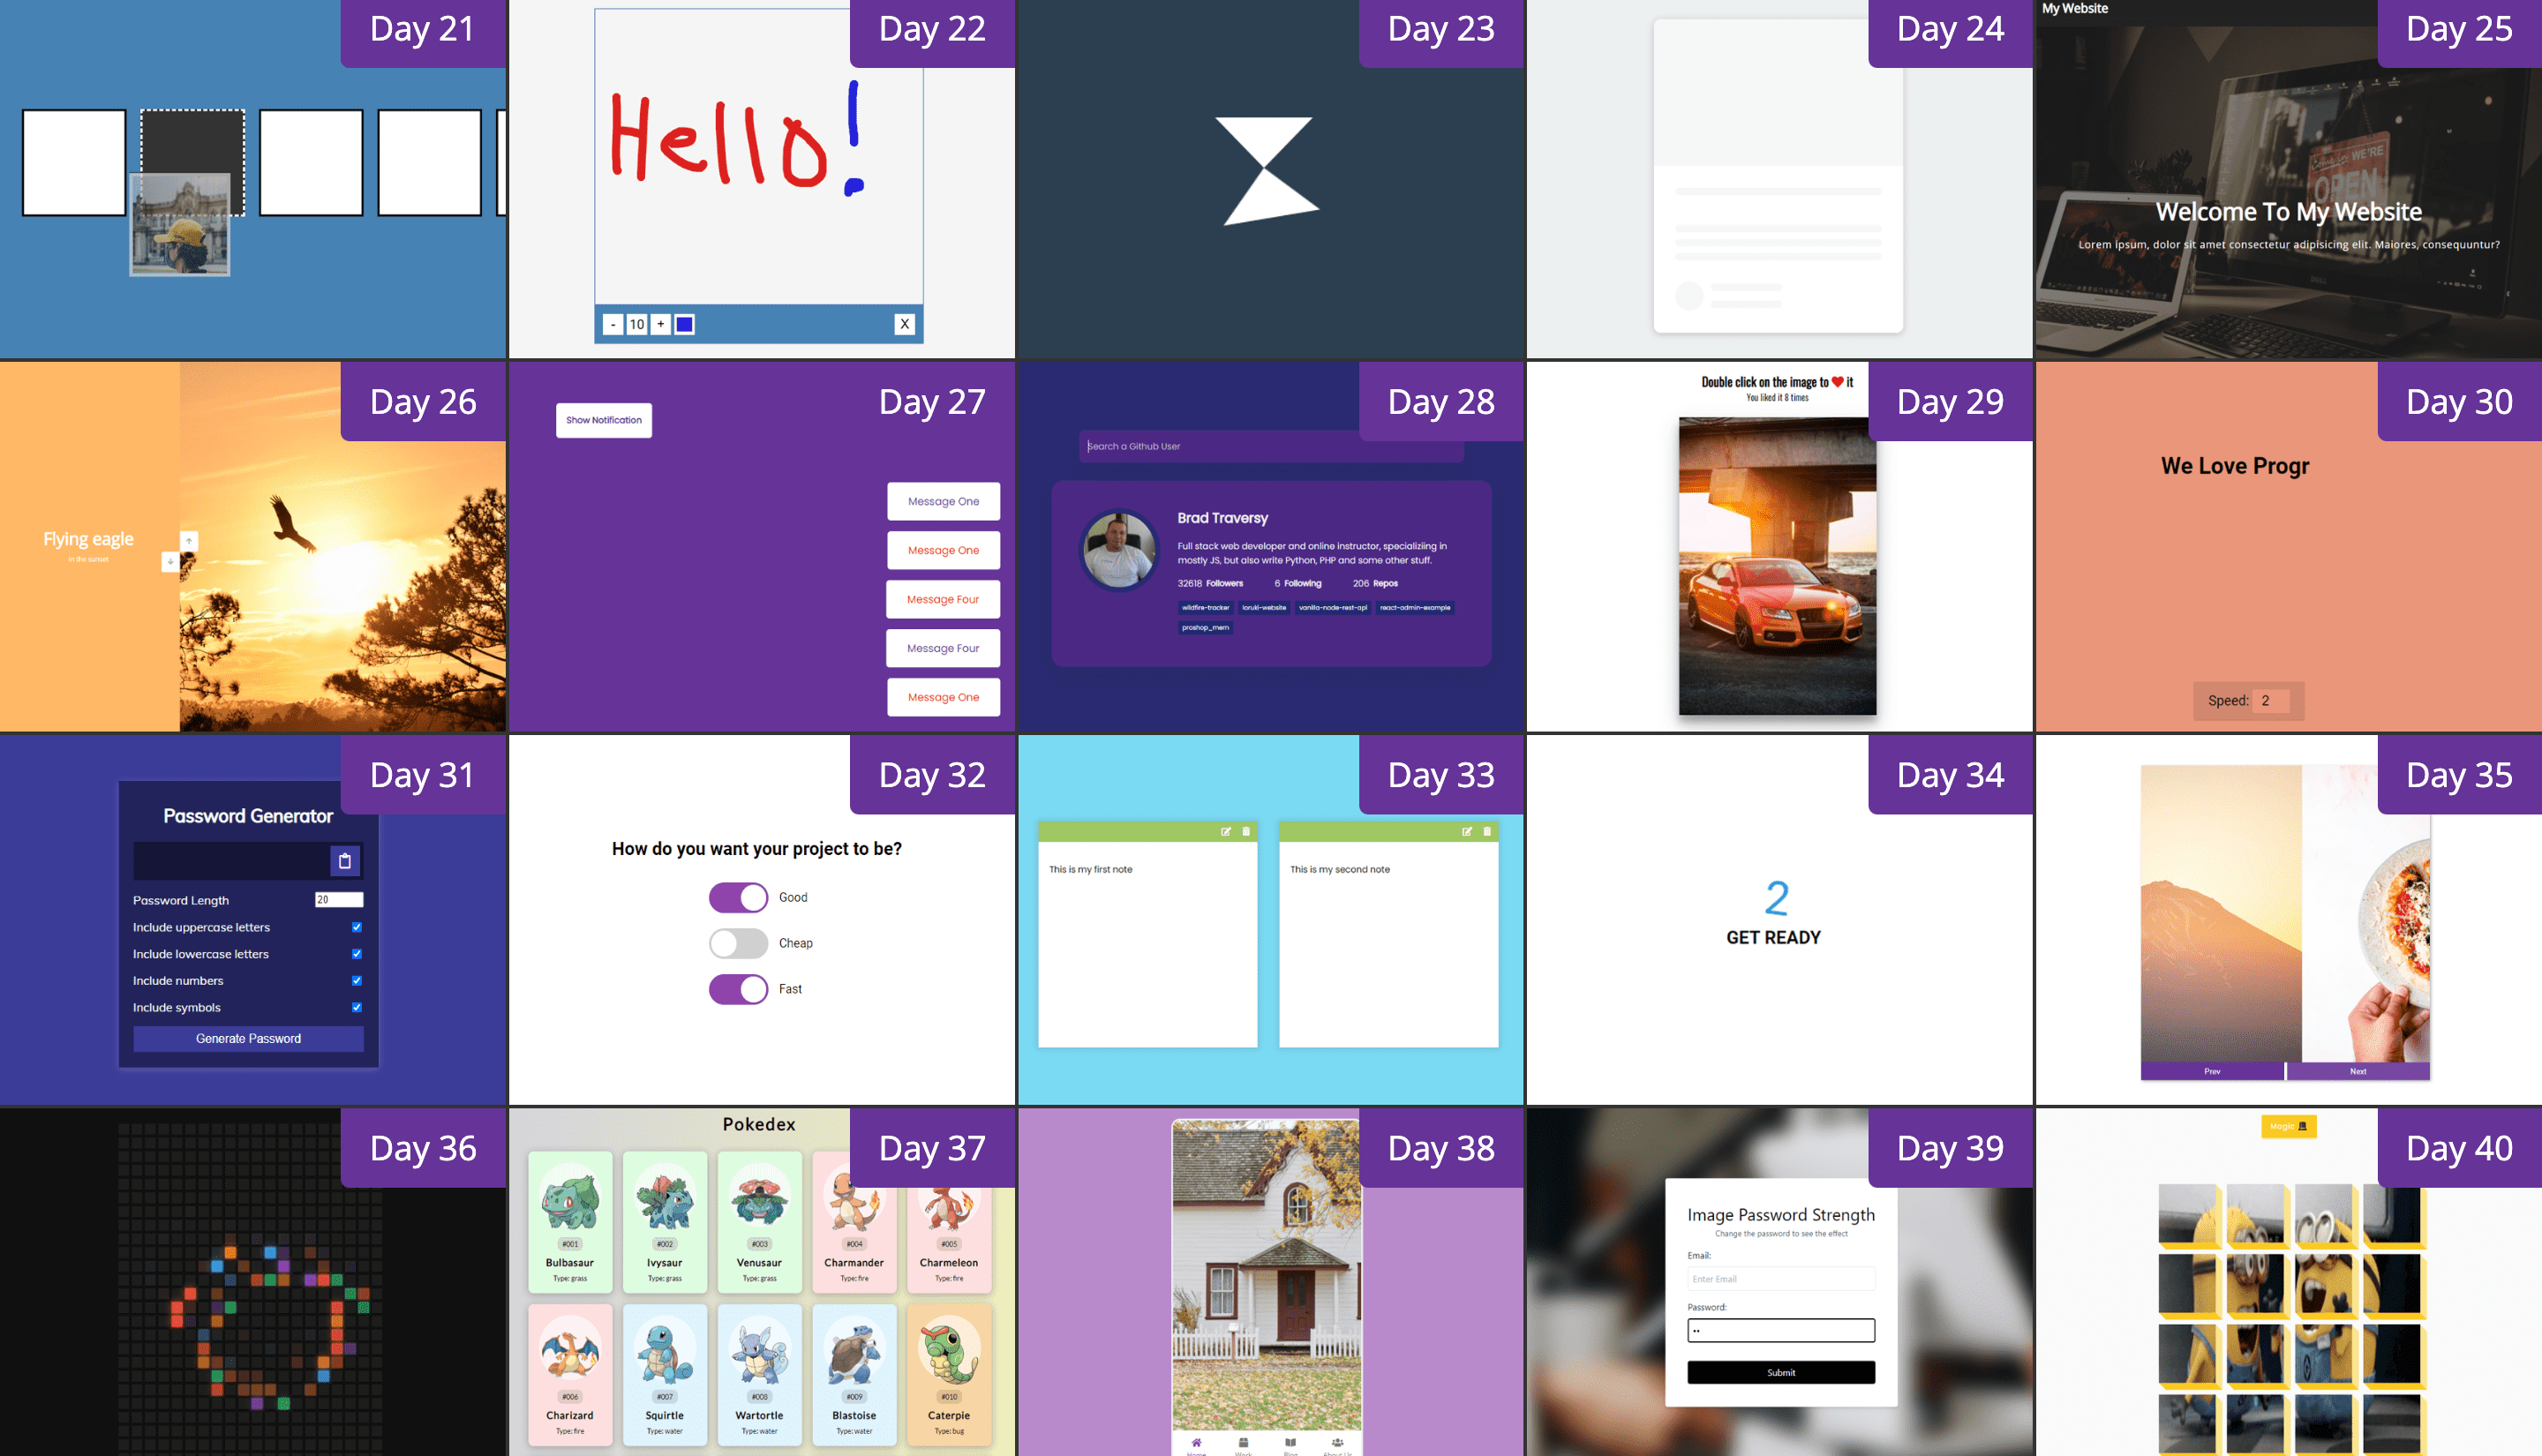 Day 21
Day 22
Hello!
- 10 + X
Day 23
Day 24
My Website
Day 25
COME IN WE'RE
OPEN
Welcome To My Website
Lorem ipsum, dolor sit amet consectetur adipisicing elit. Maiores, consequuntur?
Day 26
Flying eagle
in the sunset
Day 27
Show Notification
Message One
Message One
Message Four
Message Four
Message One
Day 28
Search a Github User
Brad Traversy
Full stack web developer and online instructor, specializiing in
mostly JS, but also write Python, PHP and some other stuff.
32618 Followers 6 Following 206 Repos
wildfire-tracker loruki-website vanilla-node-rest-api react-admin-example
proshop_mern
Day 29
Double click on the image to ❤ it
You liked it 8 times
Day 30
We Love Progr
Speed: 2
Day 31
Password Generator
Password Length 20
Include uppercase letters
Include lowercase letters
Include numbers
Include symbols
Generate Password
Day 32
How do you want your project to be?
Good
Cheap
Fast
Day 33
This is my first note
This is my second note
Day 34
2
GET READY
Day 35
Prev Next
Day 36
Day 37
Pokedex
#001 #002 #003 #004 #005
Bulbasaur Ivysaur Venusaur Charmander Charmeleon
Type: grass Type: grass Type: grass Type: fire Type: fire
#006 #007 #008 #009 #010
Charizard Squirtle Wartortle Blastoise Caterpie
Type: fire Type: water Type: water Type: water Type: bug
Day 38
Home Work Blog About Us
Day 39
Image Password Strength
Change the password to see the effect
Email:
Enter Email
Password:
••
Submit
Day 40
Magic